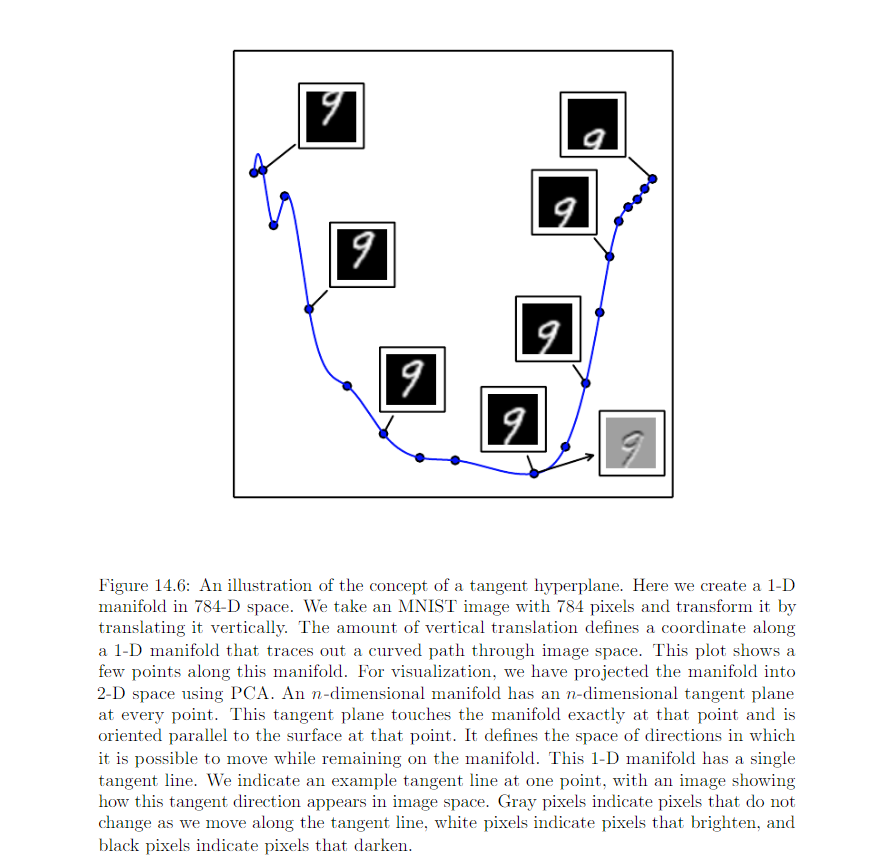 9
9
9
9
9
9
9
9
Figure 14.6: An illustration of the concept of a tangent hyperplane. Here we create a 1-D
manifold in 784-D space. We take an MNIST image with 784 pixels and transform it by
translating it vertically. The amount of vertical translation defines a coordinate along
a 1-D manifold that traces out a curved path through image space. This plot shows a
few points along this manifold. For visualization, we have projected the manifold into
2-D space using PCA. An n-dimensional manifold has an n-dimensional tangent plane
at every point. This tangent plane touches the manifold exactly at that point and is
oriented parallel to the surface at that point. It defines the space of directions in which
it is possible to move while remaining on the manifold. This 1-D manifold has a single
tangent line. We indicate an example tangent line at one point, with an image showing
how this tangent direction appears in image space. Gray pixels indicate pixels that do not
change as we move along the tangent line, white pixels indicate pixels that brighten, and
black pixels indicate pixels that darken.